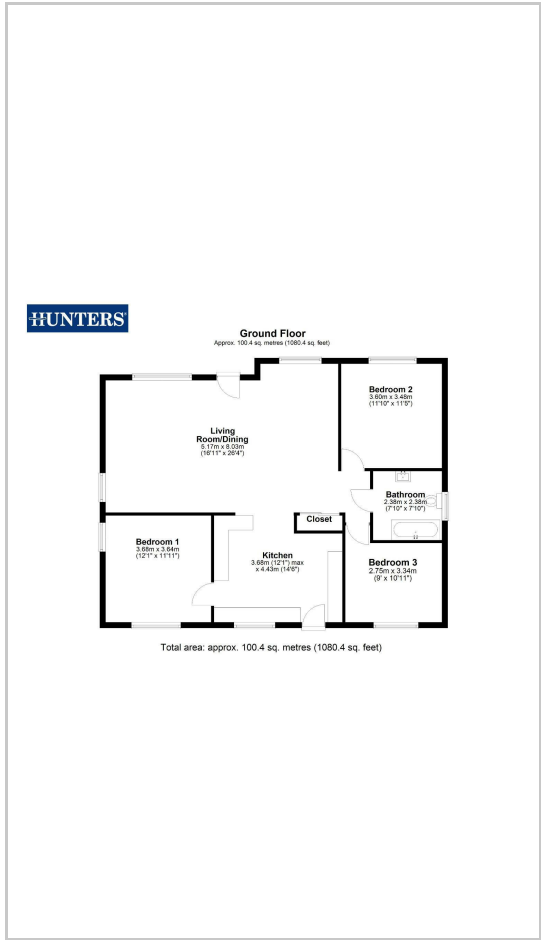 HUNTERS
Ground Floor
Approx. 100.4 sq. metres (1080.4 sq. feet)
Bedroom 2
3.60m x 3.48m
(11'10" x 11'5")
Living
Room/Dining
5.17m x 8.03m
(16'11" x 26'4")
Bathroom
2.38m x 2.38m
(7'10" x 7'10")
Closet
Bedroom 1
3.68m x 3.64m
(12'1" x 11'11")
Kitchen
3.68m (12'1") max
x 4.43m (14'6")
Bedroom 3
2.75m x 3.34m
(9' x 10'11")
Total area: approx. 100.4 sq. metres (1080.4 sq. feet)